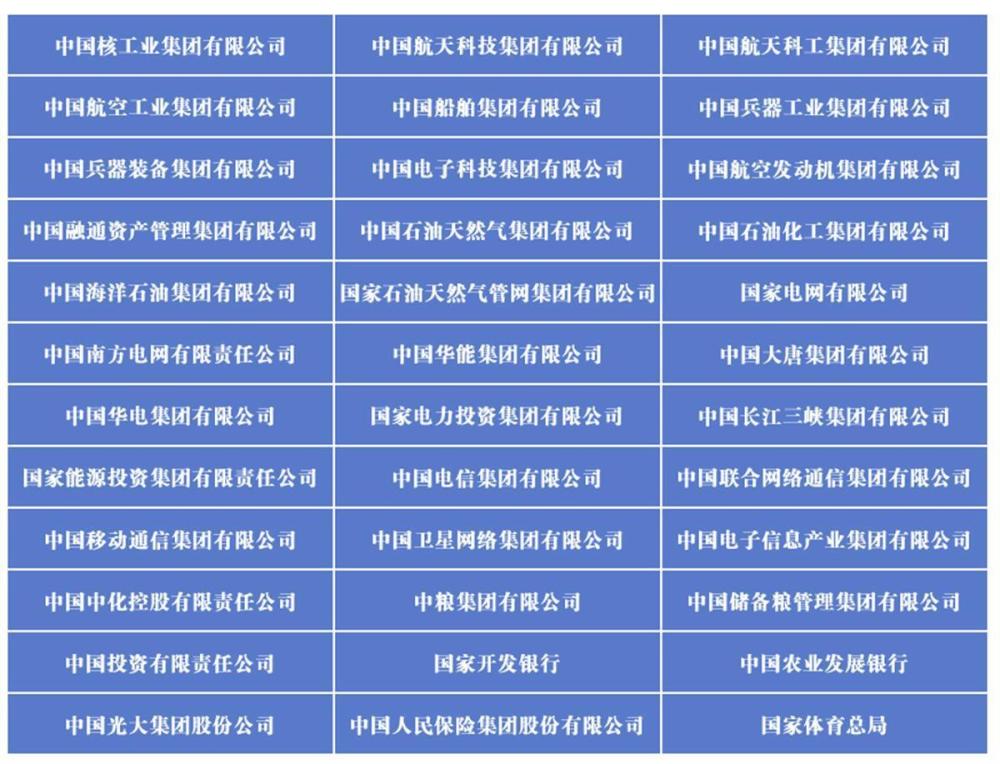 中国核工业集团有限公司
中国航天科技集团有限公司
中国航天科工集团有限公司
中国航空工业集团有限公司
中国船舶集团有限公司
中国兵器工业集团有限公司
中国兵器装备集团有限公司
中国电子科技集团有限公司
中国航空发动机集团有限公司
中国融通资产管理集团有限公司
中国石油天然气集团有限公司
中国石油化工集团有限公司
中国海洋石油集团有限公司
国家石油天然气管网集团有限公司
国家电网有限公司
中国南方电网有限责任公司
中国华能集团有限公司
中国大唐集团有限公司
中国华电集团有限公司
国家电力投资集团有限公司
中国长江三峡集团有限公司
国家能源投资集团有限责任公司
中国电信集团有限公司
中国联合网络通信集团有限公司
中国移动通信集团有限公司
中国卫星网络集团有限公司
中国电子信息产业集团有限公司
中国中化控股有限责任公司
中粮集团有限公司
中国储备粮管理集团有限公司
中国投资有限责任公司
国家开发银行
中国农业发展银行
中国光大集团股份公司
中国人民保险集团股份有限公司
国家体育总局